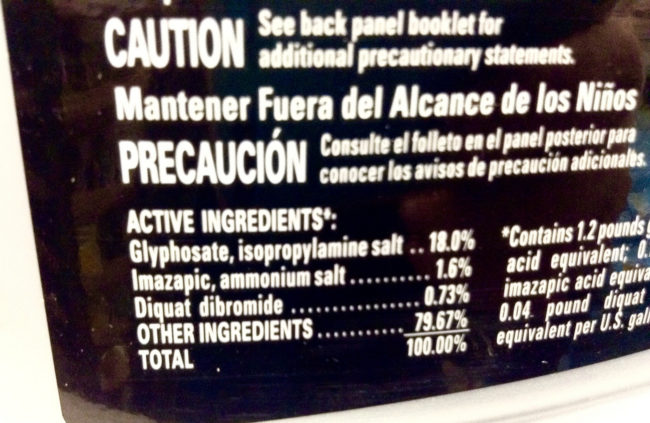 CAUTION See back panel booklet for
additional precautionary statements.
Mantener Fuera del Alcance de los Niños
PRECAUCIÓN Consulte el folleto en el panel posterior para
conocer los avisos de precaución adicionales.
ACTIVE INGREDIENTS*:
Glyphosate, isopropylamine salt .. 18.0%
Imazapic, ammonium salt .......... 1.6%
Diquat dibromide ................ 0.73%
OTHER INGREDIENTS ........... 79.67%
TOTAL 100.00%
*Contains 1.2 pounds
acid equivalent; 0.
imazapic acid equiva
0.04 pound diquat
equivalent per U.S. gall